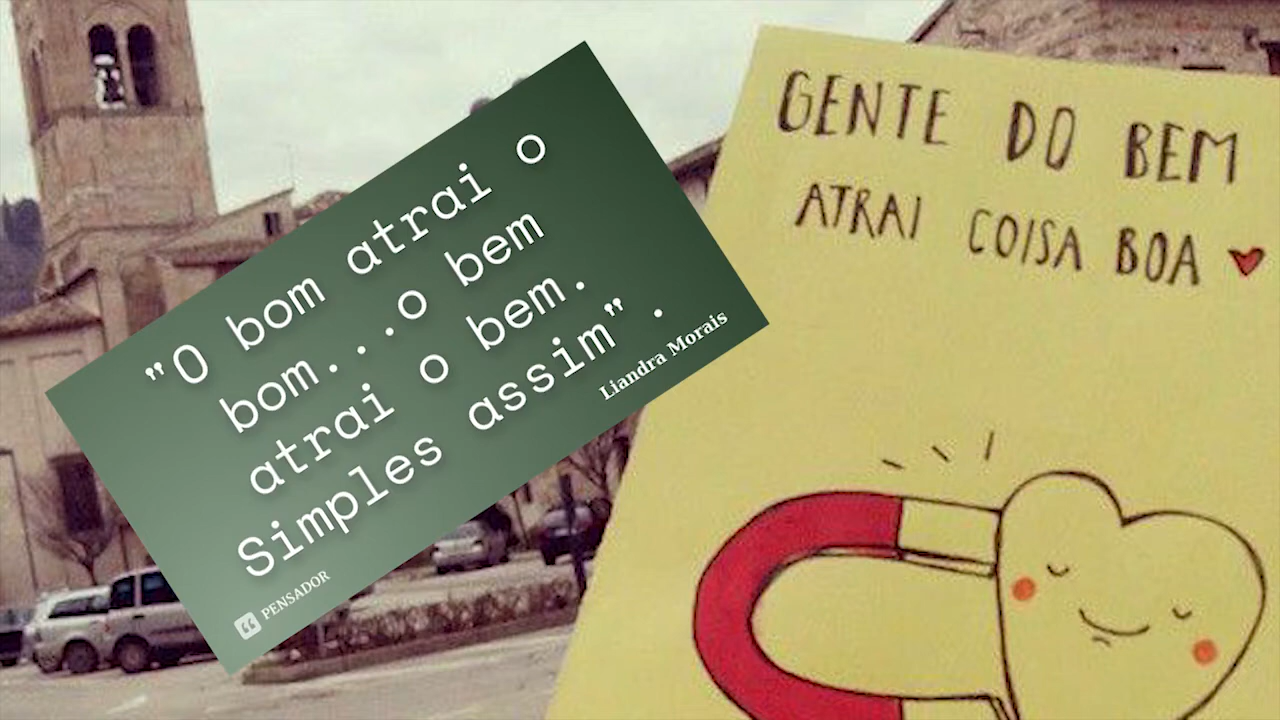 "O bom atrai o
bom...o bem
atrai o bem.
Simples assim".
Liandra Morais
PENSADOR
GENTE DO BEM
ATRAI COISA BOA